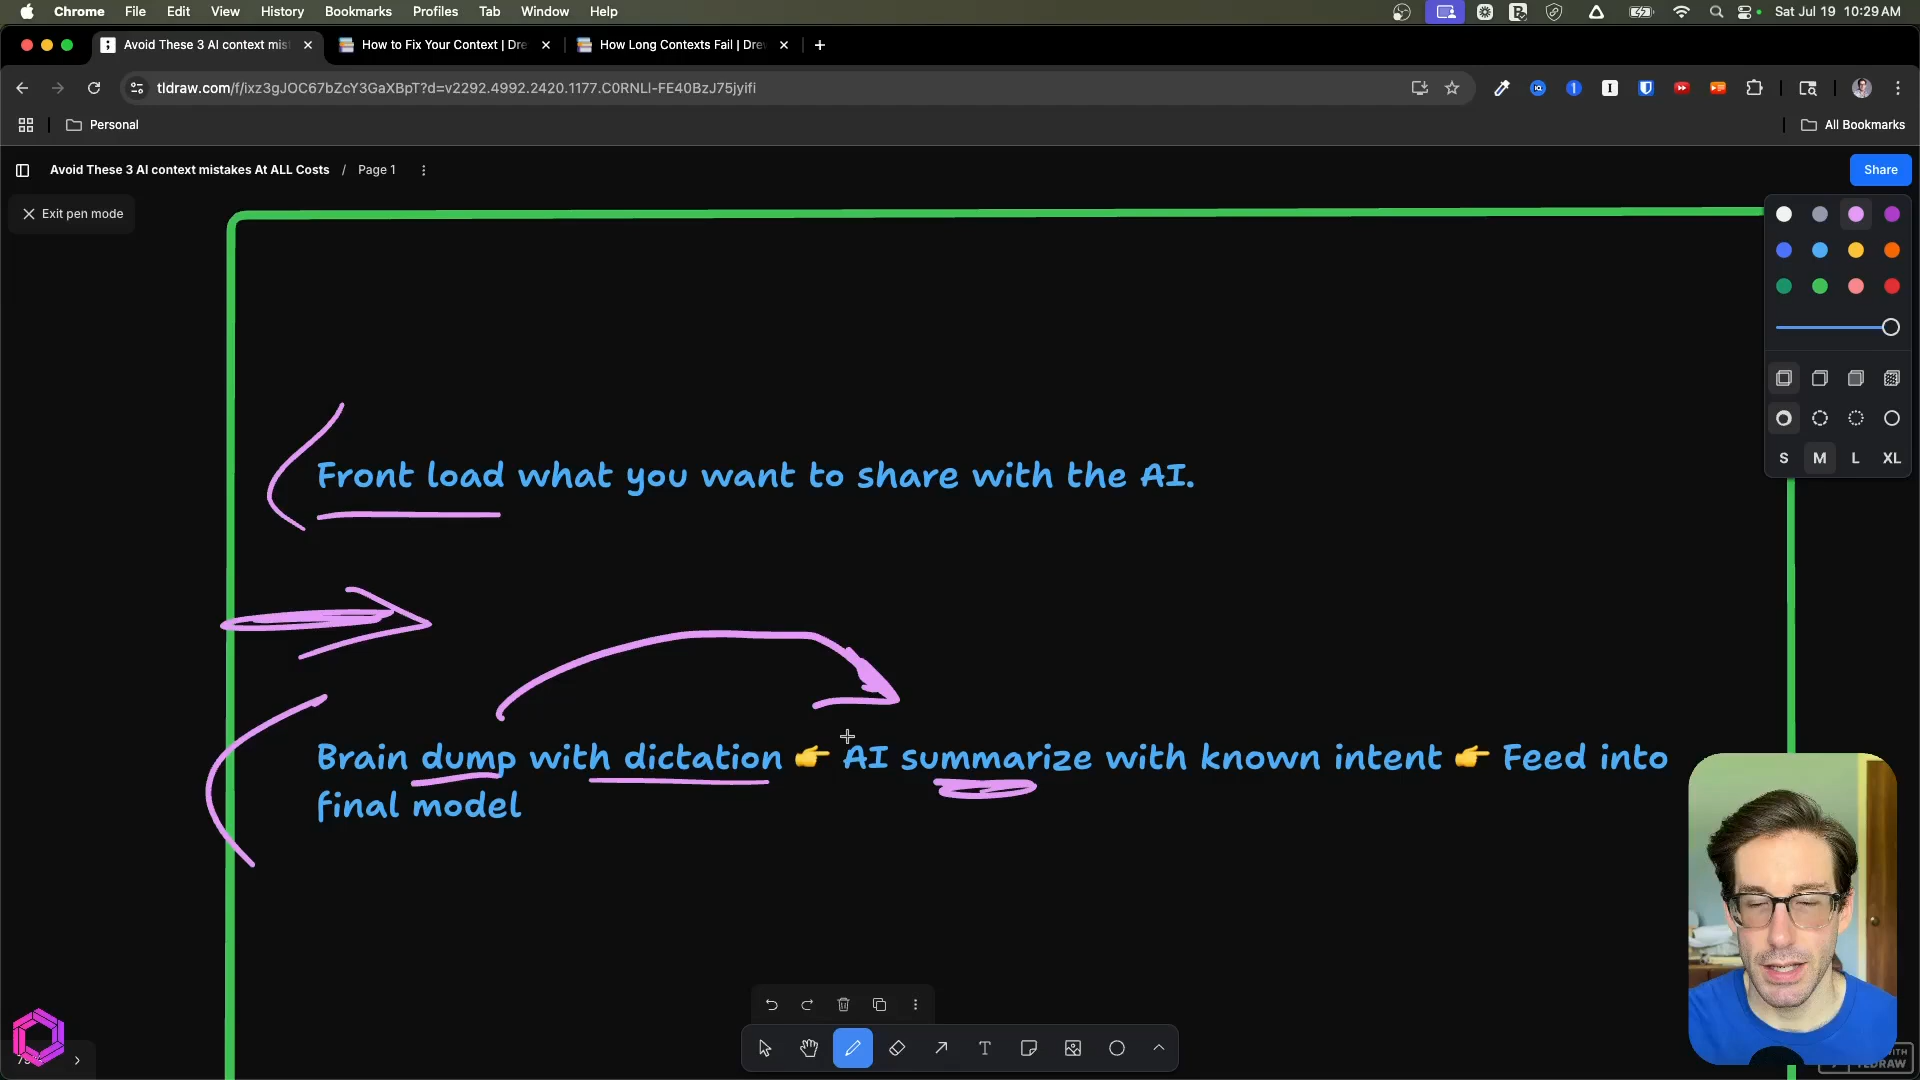 Chrome File Edit View History Bookmarks Profiles Tab Window Help Sat Jul 19 10:29 AM
Avoid These 3 AI context mis How to Fix Your Context | Dre How Long Contexts Fail | Drew
tldraw.com/f/ixz3gJOC67bZcY3GaXBpT?d=v2292.4992.2420.1177.C0RNLI-FE40BzJ75jyifi
Personal All Bookmarks
Avoid These 3 AI context mistakes At ALL Costs / Page 1 Share
Exit pen mode
S M L XL
Front load what you want to share with the AI.
Brain dump with dictation 👉 AI summarize with known intent 👉 Feed into
final model
TLDRAW